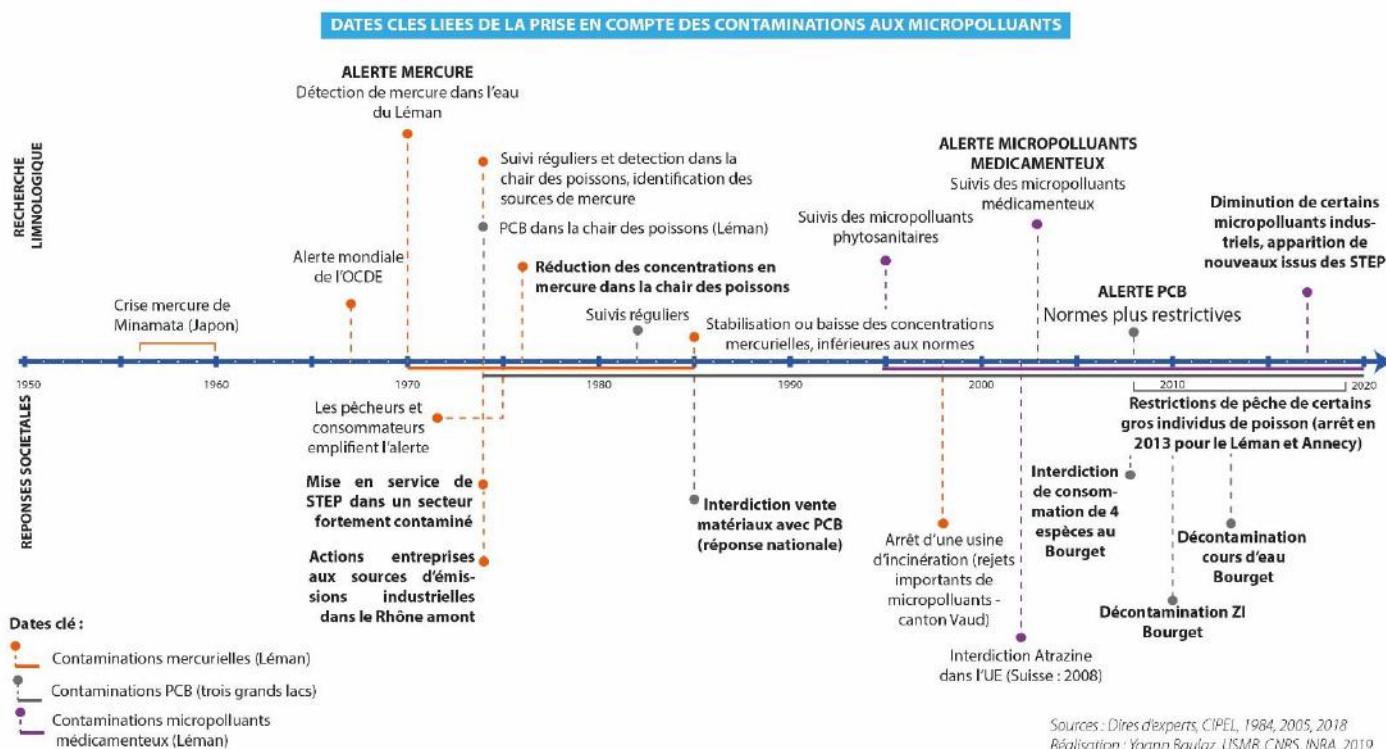 DATES CLES LIEES DE LA PRISE EN COMPTE DES CONTAMINATIONS AUX MICROPOLLUANTS
RECHERCHE
LIMNOLOGIQUE
ALERTE MERCURE
Détection de mercure dans l'eau
du Léman
Suivi réguliers et detection dans la
chair des poissons, identification des
sources de mercure
PCB dans la chair des poissons (Léman)
Alerte mondiale
de l'OCDE
Réduction des concentrations en
mercure dans la chair des poissons
Crise mercure de
Minamata (Japon)
Suivis réguliers
Stabilisation ou baisse des concentrations
mercurielles, inférieures aux normes
Suivis des micropolluants
phytosanitaires
ALERTE MICROPOLLUANTS
MEDICAMENTEUX
Suivis des micropolluants
médicamenteux
ALERTE PCB
Normes plus restrictives
Diminution de certains
micropolluants indus-
triels, apparition de
nouveaux issus des STEP
1950
1960
1970
1980
1990
2000
2010
2020
REPONSES SOCIETALES
Les pêcheurs et
consommateurs
emplifient l'alerte
Mise en service de
STEP dans un secteur
fortement contaminé
Actions entreprises
aux sources d'émis-
sions industrielles
dans le Rhône amont
Interdiction vente
matériaux avec PCB
(réponse nationale)
Arrêt d'une usine
d'incinération (rejets
importants de
micropolluants -
canton Vaud)
Interdiction Atrazine
dans l'UE (Suisse : 2008)
Restrictions de pêche de certains
gros individus de poisson (arrêt en
2013 pour le Léman et Annecy)
Interdiction
de consom-
mation de 4
espèces au
Bourget
Décontamination
cours d'eau
Bourget
Décontamination ZI
Bourget
Dates clé :
Contaminations mercurielles (Léman)
Contaminations PCB (trois grands lacs)
Contaminations micropolluants
médicamenteux (Léman)
Sources : Dires d'experts, CIPEL, 1984, 2005, 2018
Réalisation : Yoann Baulaz, USMB, CNRS, INRA, 2019